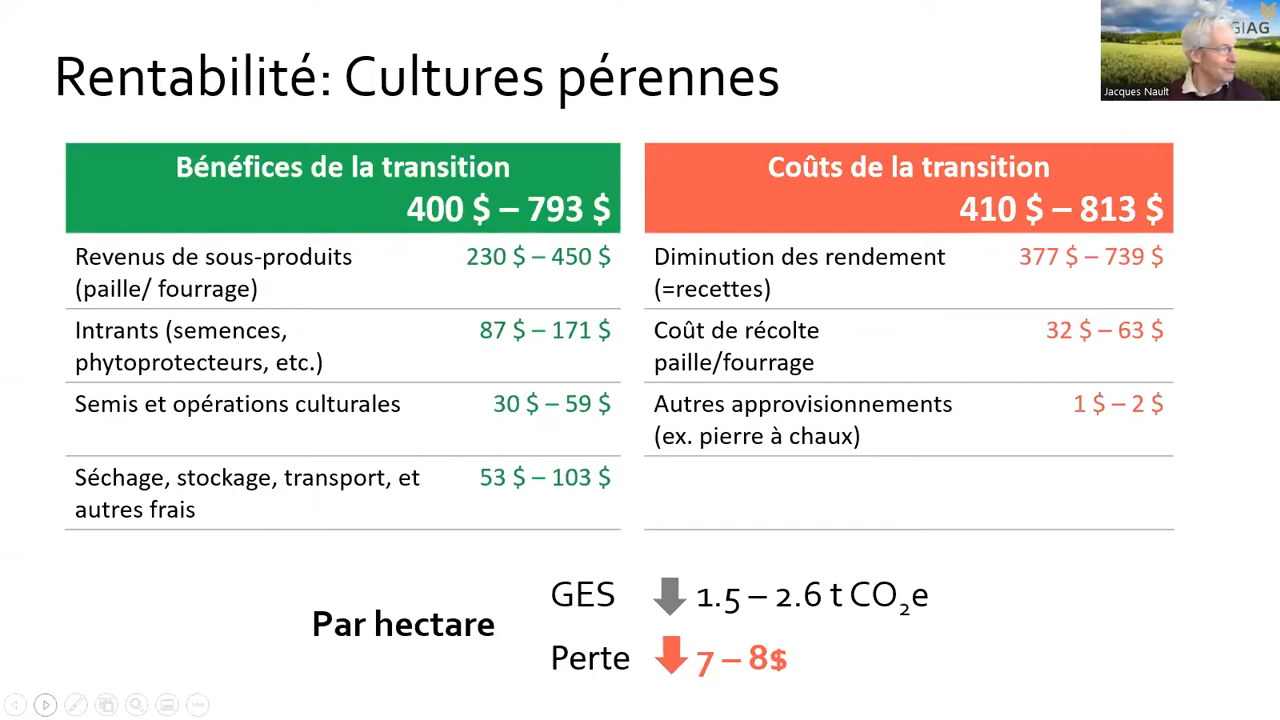 GIAG
Jacques Nault
Rentabilité: Cultures pérennes
Bénéfices de la transition
400 $ – 793 $
Revenus de sous-produits 230 $ – 450 $
(paille/ fourrage)
Intrants (semences, 87 $ – 171 $
phytoprotecteurs, etc.)
Semis et opérations culturales 30 $ – 59 $
Séchage, stockage, transport, et 53 $ – 103 $
autres frais
Coûts de la transition
410 $ – 813 $
Diminution des rendement 377 $ – 739 $
(=recettes)
Coût de récolte 32 $ – 63 $
paille/fourrage
Autres approvisionnements 1 $ – 2 $
(ex. pierre à chaux)
Par hectare
GES 1.5 – 2.6 t CO₂e
Perte 7 – 8$